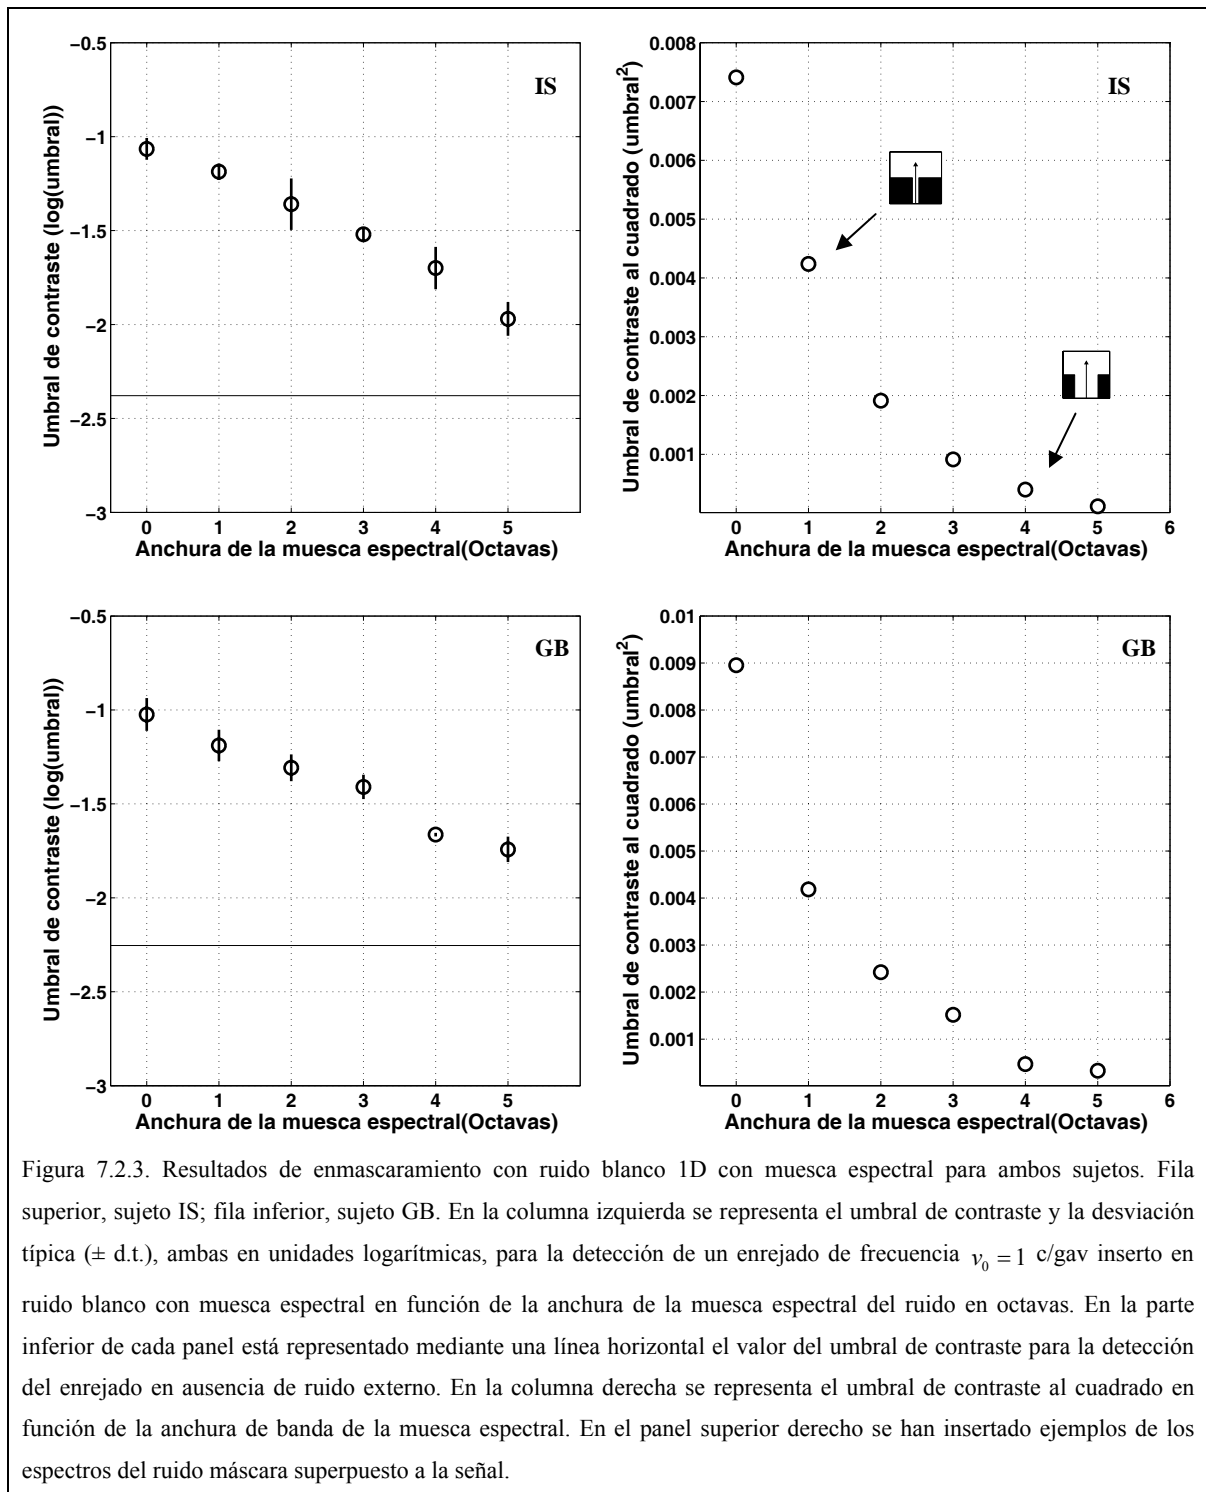 IS
Umbral de contraste (log(umbral))
−0.5
−1
−1.5
−2
−2.5
−3
0 1 2 3 4 5
Anchura de la muesca espectral(Octavas)
IS
Umbral de contraste al cuadrado (umbral²)
0.008
0.007
0.006
0.005
0.004
0.003
0.002
0.001
0 1 2 3 4 5 6
Anchura de la muesca espectral(Octavas)
GB
Umbral de contraste (log(umbral))
−0.5
−1
−1.5
−2
−2.5
−3
0 1 2 3 4 5
Anchura de la muesca espectral(Octavas)
GB
Umbral de contraste al cuadrado (umbral²)
0.01
0.009
0.008
0.007
0.006
0.005
0.004
0.003
0.002
0.001
0 1 2 3 4 5 6
Anchura de la muesca espectral(Octavas)
Figura 7.2.3. Resultados de enmascaramiento con ruido blanco 1D con muesca espectral para ambos sujetos. Fila
superior, sujeto IS; fila inferior, sujeto GB. En la columna izquierda se representa el umbral de contraste y la desviación
típica (± d.t.), ambas en unidades logarítmicas, para la detección de un enrejado de frecuencia ν₀ = 1 c/gav inserto en
ruido blanco con muesca espectral en función de la anchura de la muesca espectral del ruido en octavas. En la parte
inferior de cada panel está representado mediante una línea horizontal el valor del umbral de contraste para la detección
del enrejado en ausencia de ruido externo. En la columna derecha se representa el umbral de contraste al cuadrado en
función de la anchura de banda de la muesca espectral. En el panel superior derecho se han insertado ejemplos de los
espectros del ruido máscara superpuesto a la señal.